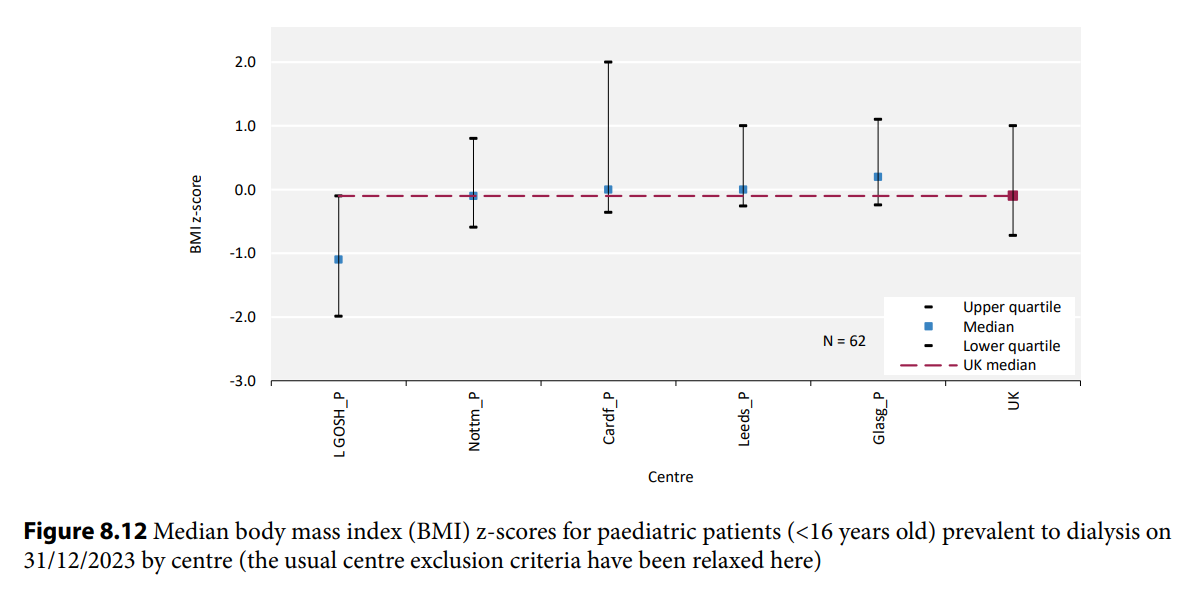 2.0
1.0
0.0
-1.0
-2.0
-3.0
BMI z-score
Upper quartile
Median
Lower quartile
UK median
N = 62
L GOSH_P
Nottm_P
Cardf_P
Leeds_P
Glasg_P
UK
Centre
Figure 8.12 Median body mass index (BMI) z-scores for paediatric patients (<16 years old) prevalent to dialysis on
31/12/2023 by centre (the usual centre exclusion criteria have been relaxed here)